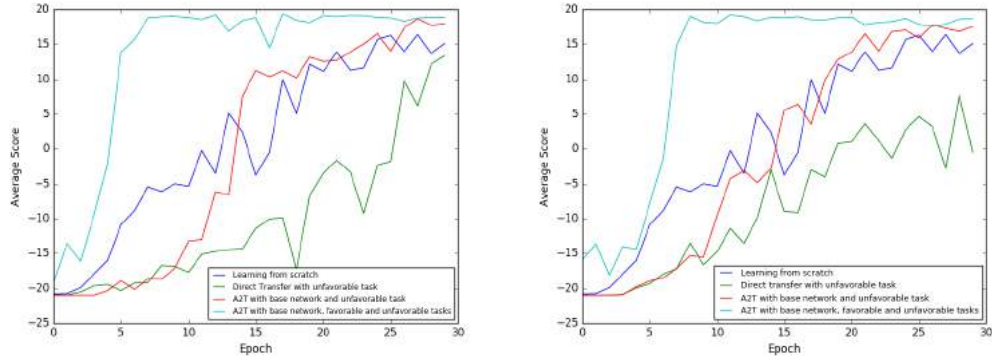 20
15
10
5
0
−5
−10
−15
−20
−25
Average Score
0 5 10 15 20 25 30
Epoch
Learning from scratch
Direct Transfer with unfavorable task
A2T with base network and unfavorable task
A2T with base network, favorable and unfavorable tasks
20
15
10
5
0
−5
−10
−15
−20
−25
Average Score
0 5 10 15 20 25 30
Epoch
Learning from scratch
Direct transfer with unfavorable task
A2T with base network and unfavorable task
A2T with base network, favorable and unfavorable tasks